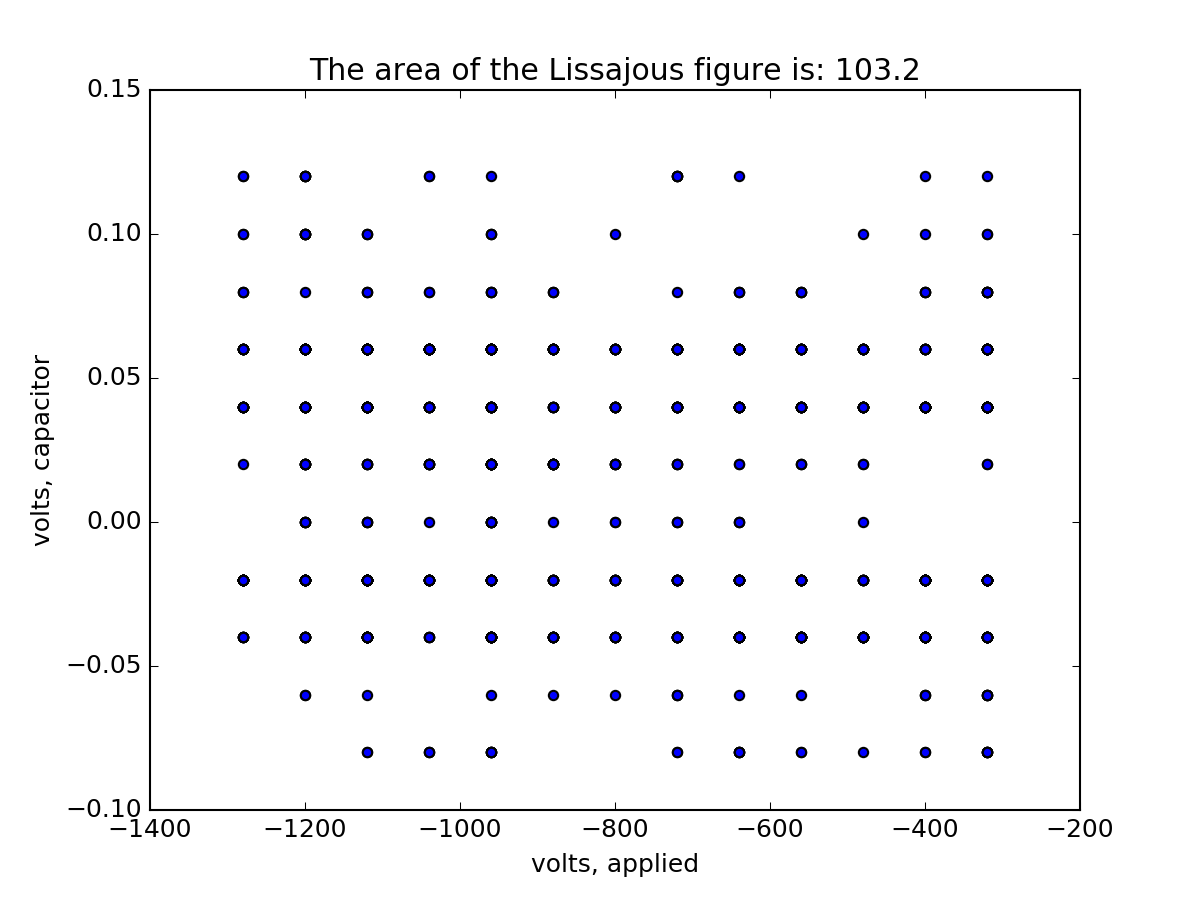 The area of the Lissajous figure is: 103.2
0.15
0.10
0.05
0.00
−0.05
−0.10
volts, capacitor
−1400 −1200 −1000 −800 −600 −400 −200
volts, applied